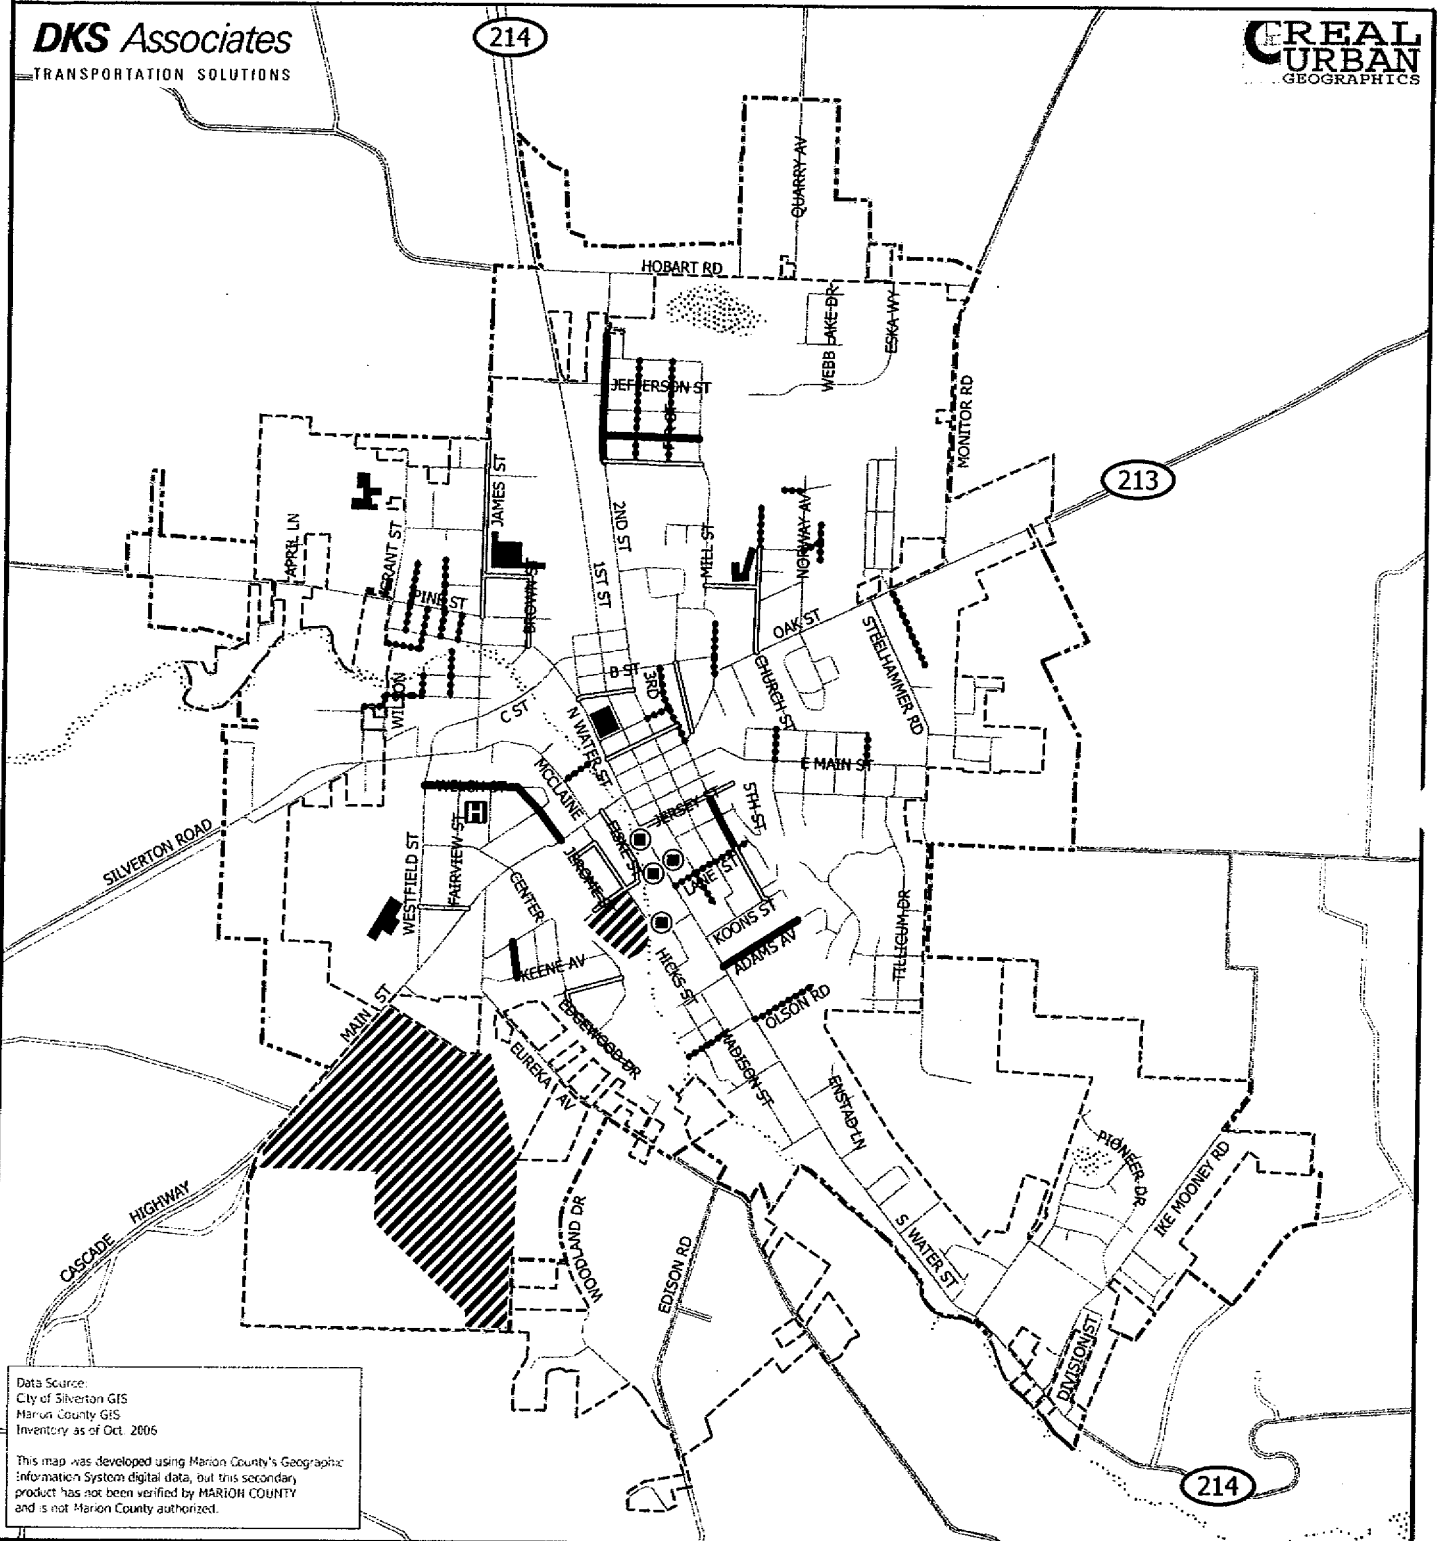 DKS Associates
TRANSPORTATION SOLUTIONS
214
REAL
URBAN
GEOGRAPHICS
QUARRY AV
HOBART RD
WEBB LAKE DR
ESKA WY
JEFFERSON ST
MONITOR RD
213
JAMES ST
2ND ST
1ST ST
MILL ST
NORWAY AV
APRIL LN
GRANT ST
PINE ST
BROWN ST
OAK ST
STEELHAMMER RD
CHURCH ST
B ST
3RD
WILSON
C ST
N WATER ST
E MAIN ST
MCCLAINE
WELCH ST
H
JERSEY ST
5TH ST
FISKE ST
SILVERTON ROAD
WESTFIELD ST
FAIRVIEW ST
JEROME
LANE ST
CENTER
KOONS ST
ADAMS AV
TILLICUM DR
KEENE AV
HICKS ST
OLSON RD
MAIN ST
EDGEWOOD DR
EUREKA AV
MADISON ST
ENSTAD LN
PIONEER DR
IKE MOONEY RD
CASCADE HIGHWAY
WOODLAND DR
EDISON RD
S WATER ST
DIVISION ST
214
Data Source:
City of Silverton GIS
Marion County GIS
Inventory as of Oct. 2006
This map was developed using Marion County's Geographic
Information System digital data, but this secondary
product has not been verified by MARION COUNTY
and is not Marion County authorized.